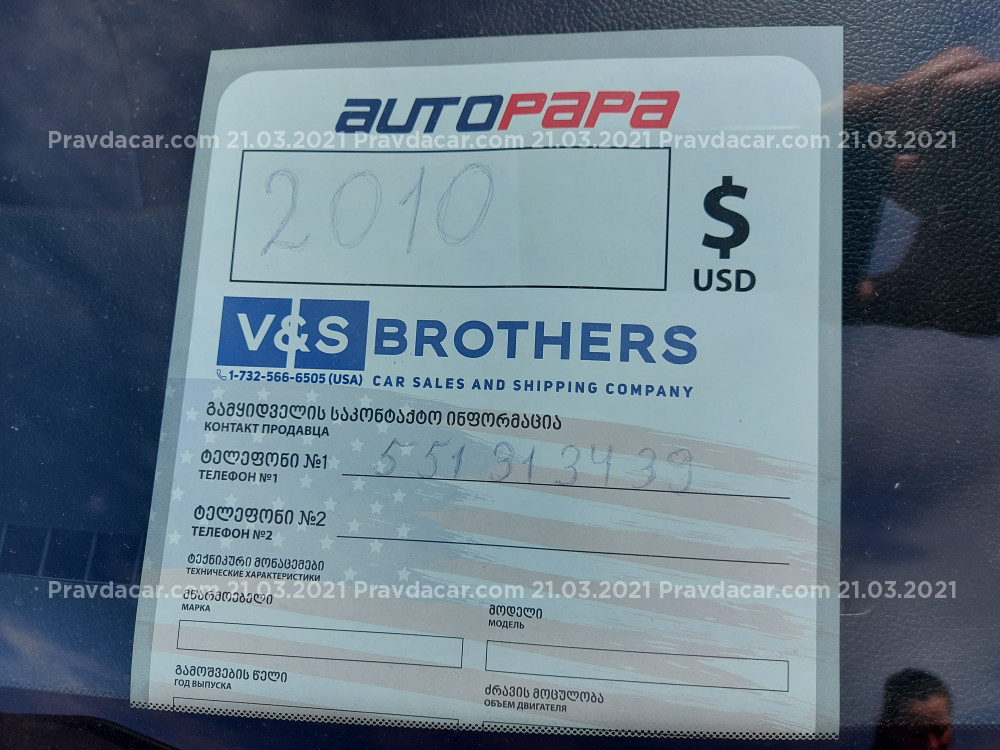 AUTOPAPA
Pravdacar.com 21.03.2021 Pravdacar.com 21.03.2021 Pravdacar.com 21.03.2021
2010
$
USD
V&S BROTHERS
1-732-566-6505 (USA) CAR SALES AND SHIPPING COMPANY
გამყიდველის საკონტაქტო ინფორმაცია
КОНТАКТ ПРОДАВЦА
ტელეფონი №1 551 313439
ТЕЛЕФОН №1
ტელეფონი №2
ТЕЛЕФОН №2
ტექნიკური მონაცემები
ТЕХНИЧЕСКИЕ ХАРАКТЕРИСТИКИ
Pravdacar.com 21.03.2021 Pravdacar.com 21.03.2021 Pravdacar.com 21.03.2021
მწარმოებელი
МАРКА
მოდელი
МОДЕЛЬ
გამოშვების წელი
ГОД ВЫПУСКА
ძრავის მოცულობა
ОБЪЕМ ДВИГАТЕЛЯ